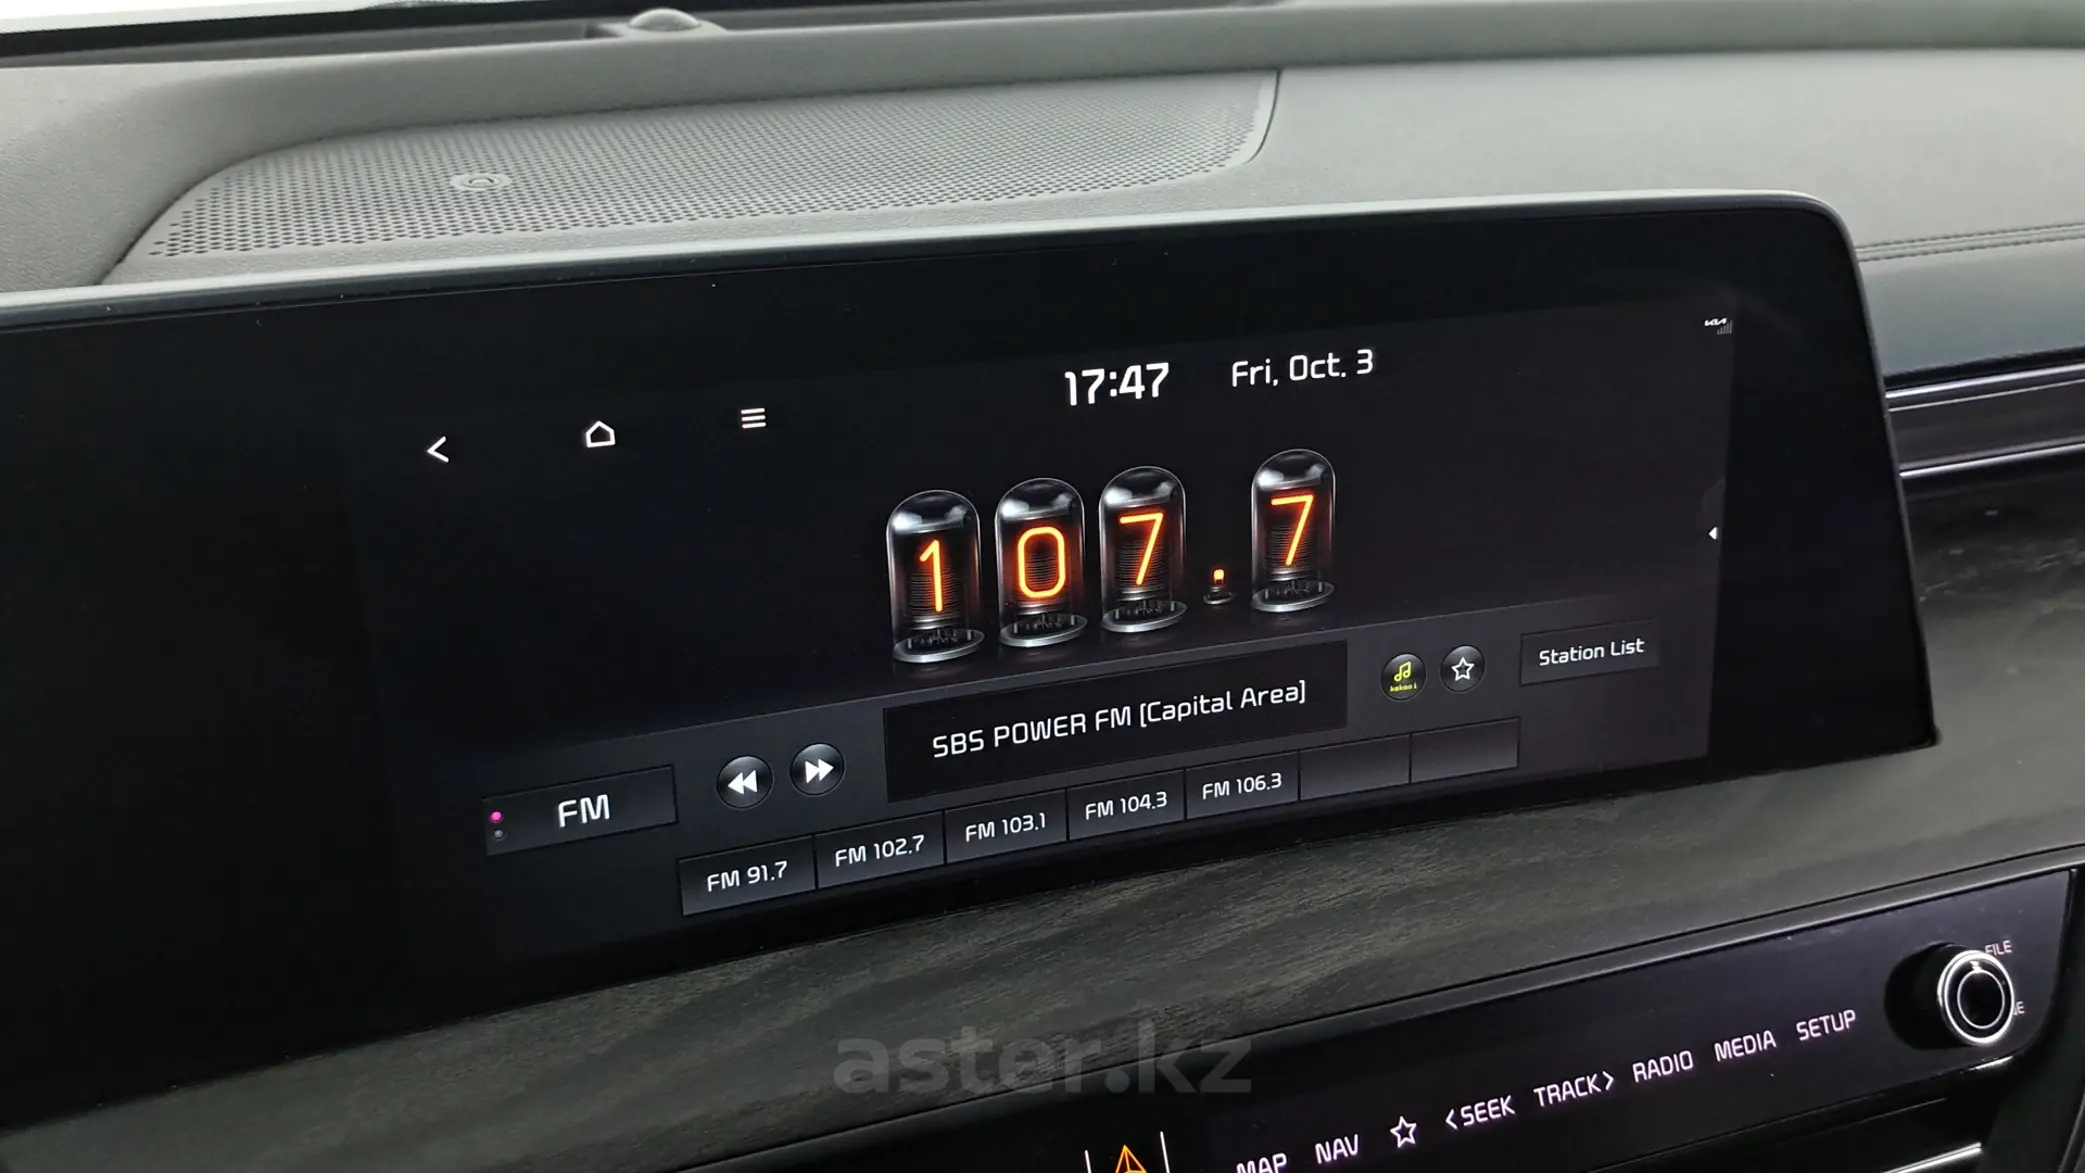 KIA
17:47 Fri, Oct. 3
107.7
SBS POWER FM [Capital Area]
kakao i
Station List
FM
FM 91.7
FM 102.7
FM 103.1
FM 104.3
FM 106.3
FILE
MAP NAV <SEEK TRACK> RADIO MEDIA SETUP
aster.kz